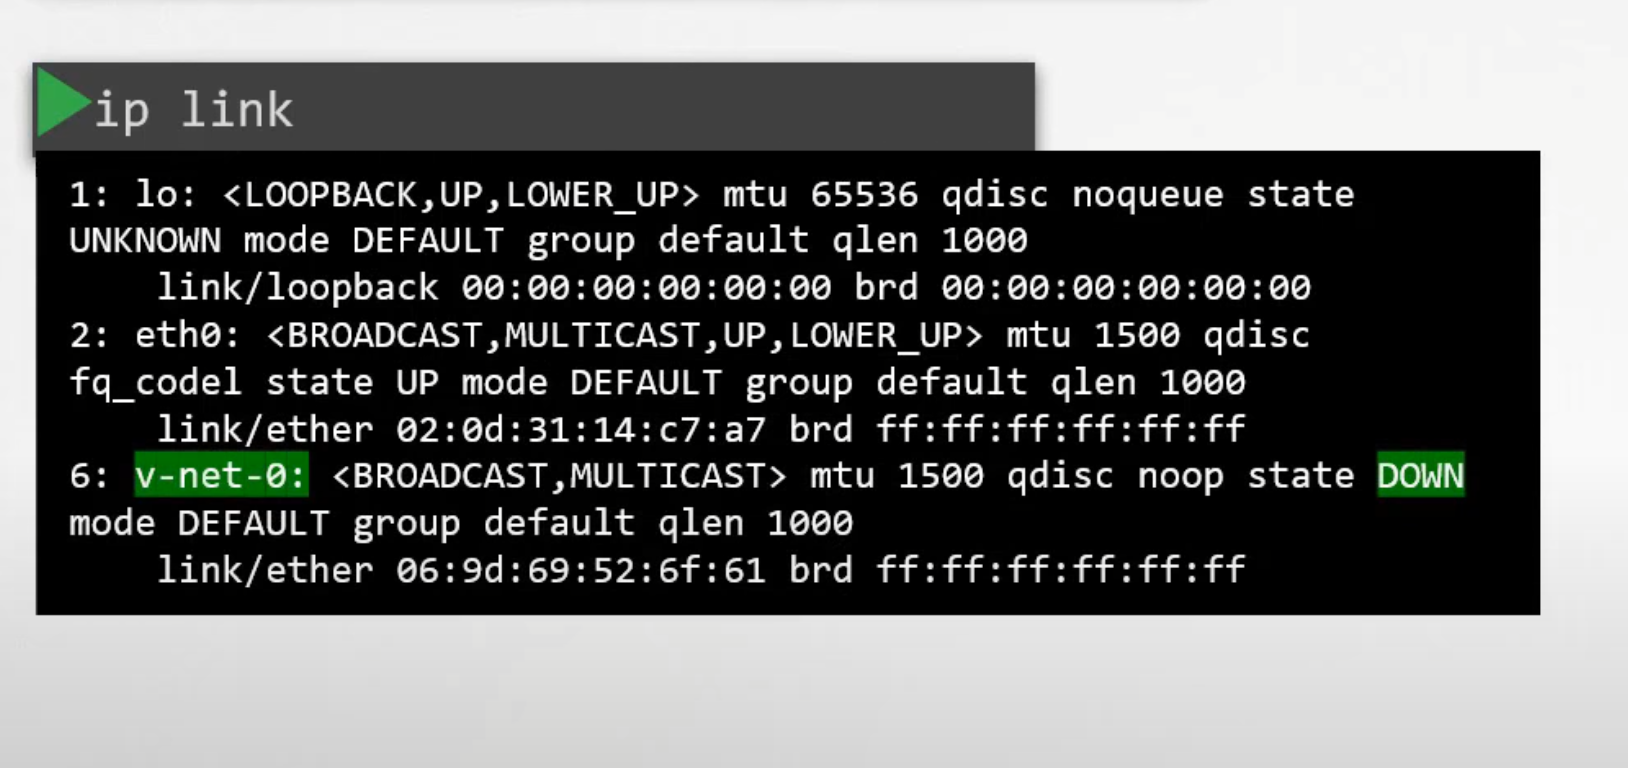 ip link
1: lo: <LOOPBACK,UP,LOWER_UP> mtu 65536 qdisc noqueue state
UNKNOWN mode DEFAULT group default qlen 1000
link/loopback 00:00:00:00:00:00 brd 00:00:00:00:00:00
2: eth0: <BROADCAST,MULTICAST,UP,LOWER_UP> mtu 1500 qdisc
fq_codel state UP mode DEFAULT group default qlen 1000
link/ether 02:0d:31:14:c7:a7 brd ff:ff:ff:ff:ff:ff
6: v-net-0: <BROADCAST,MULTICAST> mtu 1500 qdisc noop state DOWN
mode DEFAULT group default qlen 1000
link/ether 06:9d:69:52:6f:61 brd ff:ff:ff:ff:ff:ff